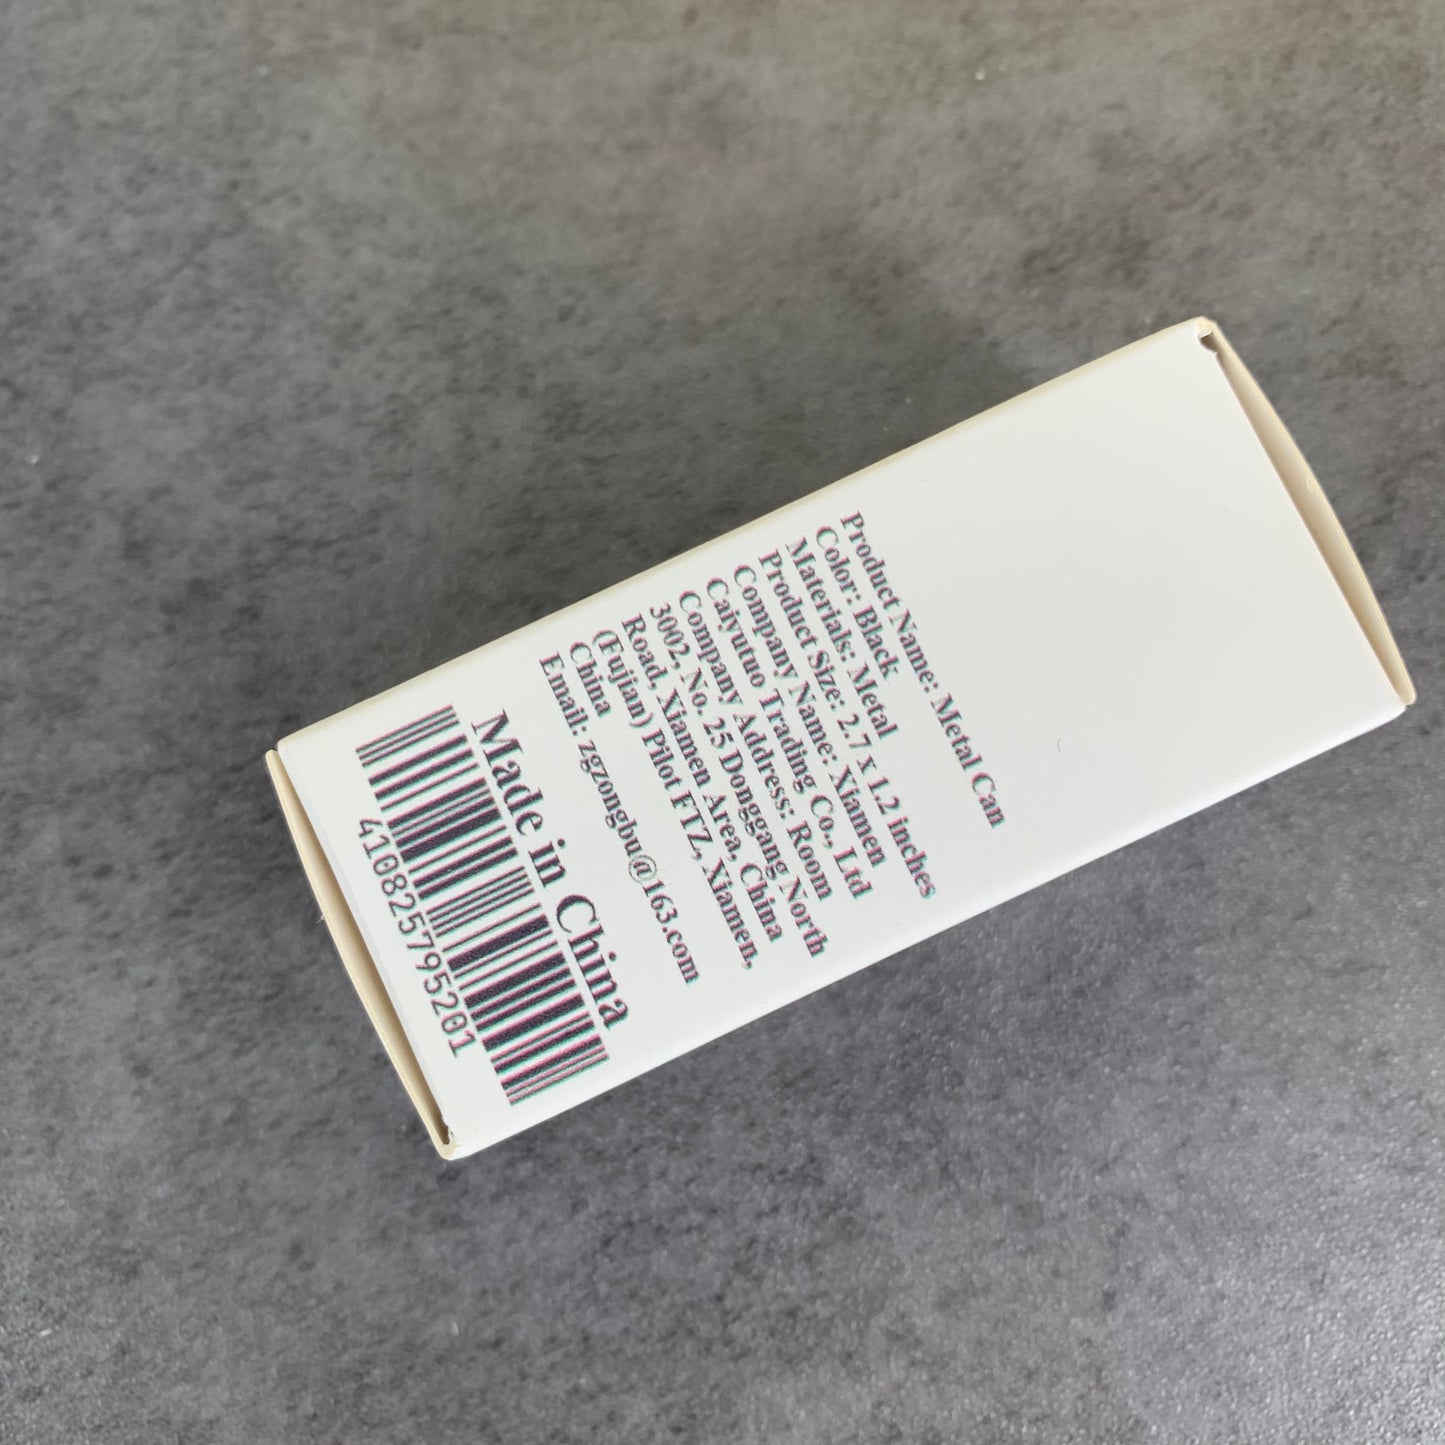 Product Name: Metal Can
Color: Black
Materials: Metal
Product Size: 2.7 x 1.2 inches
Company Name: Xiamen
Caiyutuo Trading Co., Ltd
Company Address: Room
3002, No. 25 Donggang North
Road, Xiamen Area, China
(Fujian) Pilot FTZ, Xiamen,
China
Email: zgzongbu@163.com
Made in China
410825795201